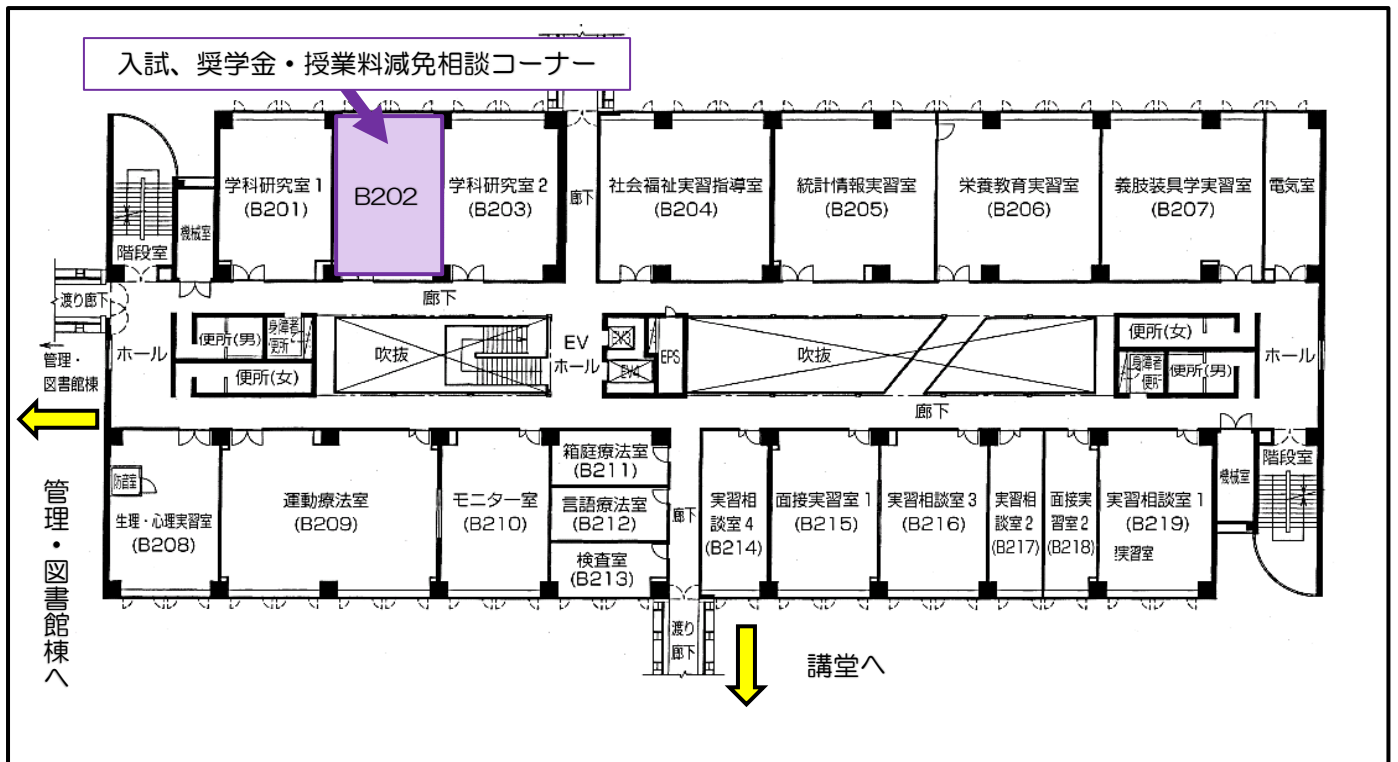 入試、奨学金・授業料減免相談コーナー
学科研究室1
(B201)
B202
学科研究室2
(B203)
廊下
社会福祉実習指導室
(B204)
統計情報実習室
(B205)
栄養教育実習室
(B206)
義肢装具学実習室
(B207)
電気室
階段室
機械室
渡り廊下
廊下
管理・
図書館棟
ホール
便所(男)
身障者
便所
便所(女)
吹抜
EV
ホール
EV3
EV4
EPS
吹抜
便所(女)
身障者
便所
便所(男)
ホール
廊下
管理・図書館棟へ
防音室
生理・心理実習室
(B208)
運動療法室
(B209)
モニター室
(B210)
箱庭療法室
(B211)
言語療法室
(B212)
検査室
(B213)
廊下
実習相
談室4
(B214)
面接実習室1
(B215)
実習相談室3
(B216)
実習相
談室2
(B217)
面接実
習室2
(B218)
実習相談室1
(B219)
実習室
機械室
階段室
渡り
廊下
講堂へ